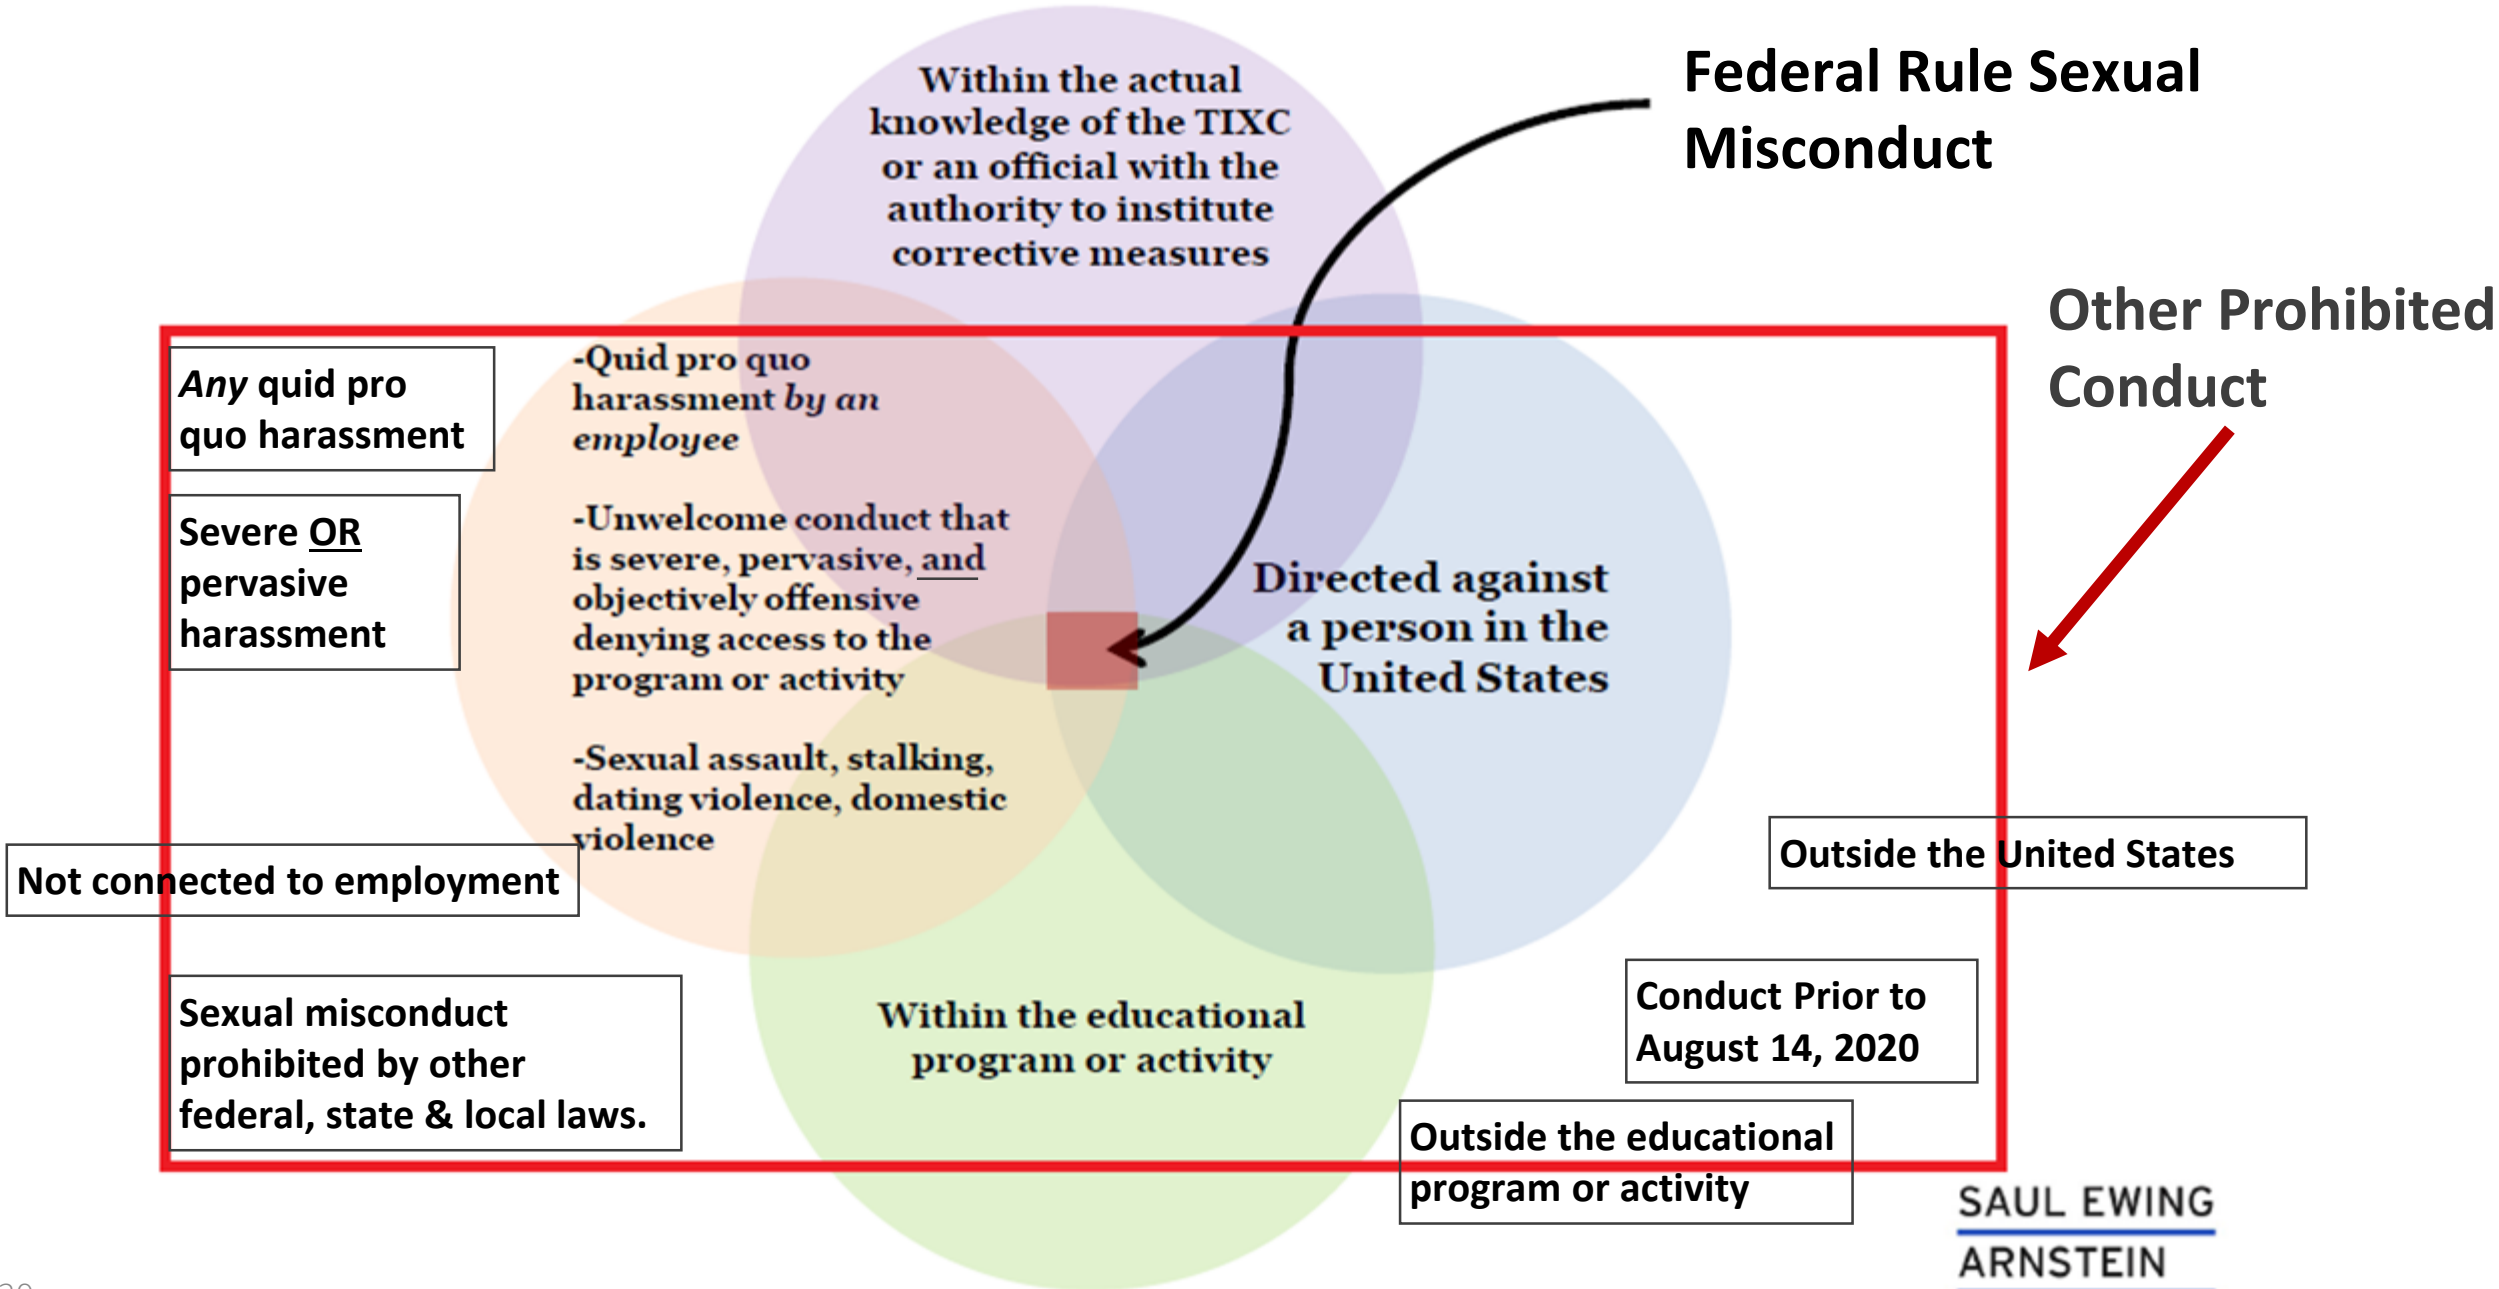 Within the actual
knowledge of the TIXC
or an official with the
authority to institute
corrective measures
Federal Rule Sexual
Misconduct
Other Prohibited
Conduct
Any quid pro
quo harassment
Severe OR
pervasive
harassment
-Quid pro quo
harassment by an
employee
-Unwelcome conduct that
is severe, pervasive, and
objectively offensive
denying access to the
program or activity
-Sexual assault, stalking,
dating violence, domestic
violence
Directed against
a person in the
United States
Not connected to employment
Outside the United States
Sexual misconduct
prohibited by other
federal, state & local laws.
Within the educational
program or activity
Conduct Prior to
August 14, 2020
Outside the educational
program or activity
SAUL EWING
ARNSTEIN